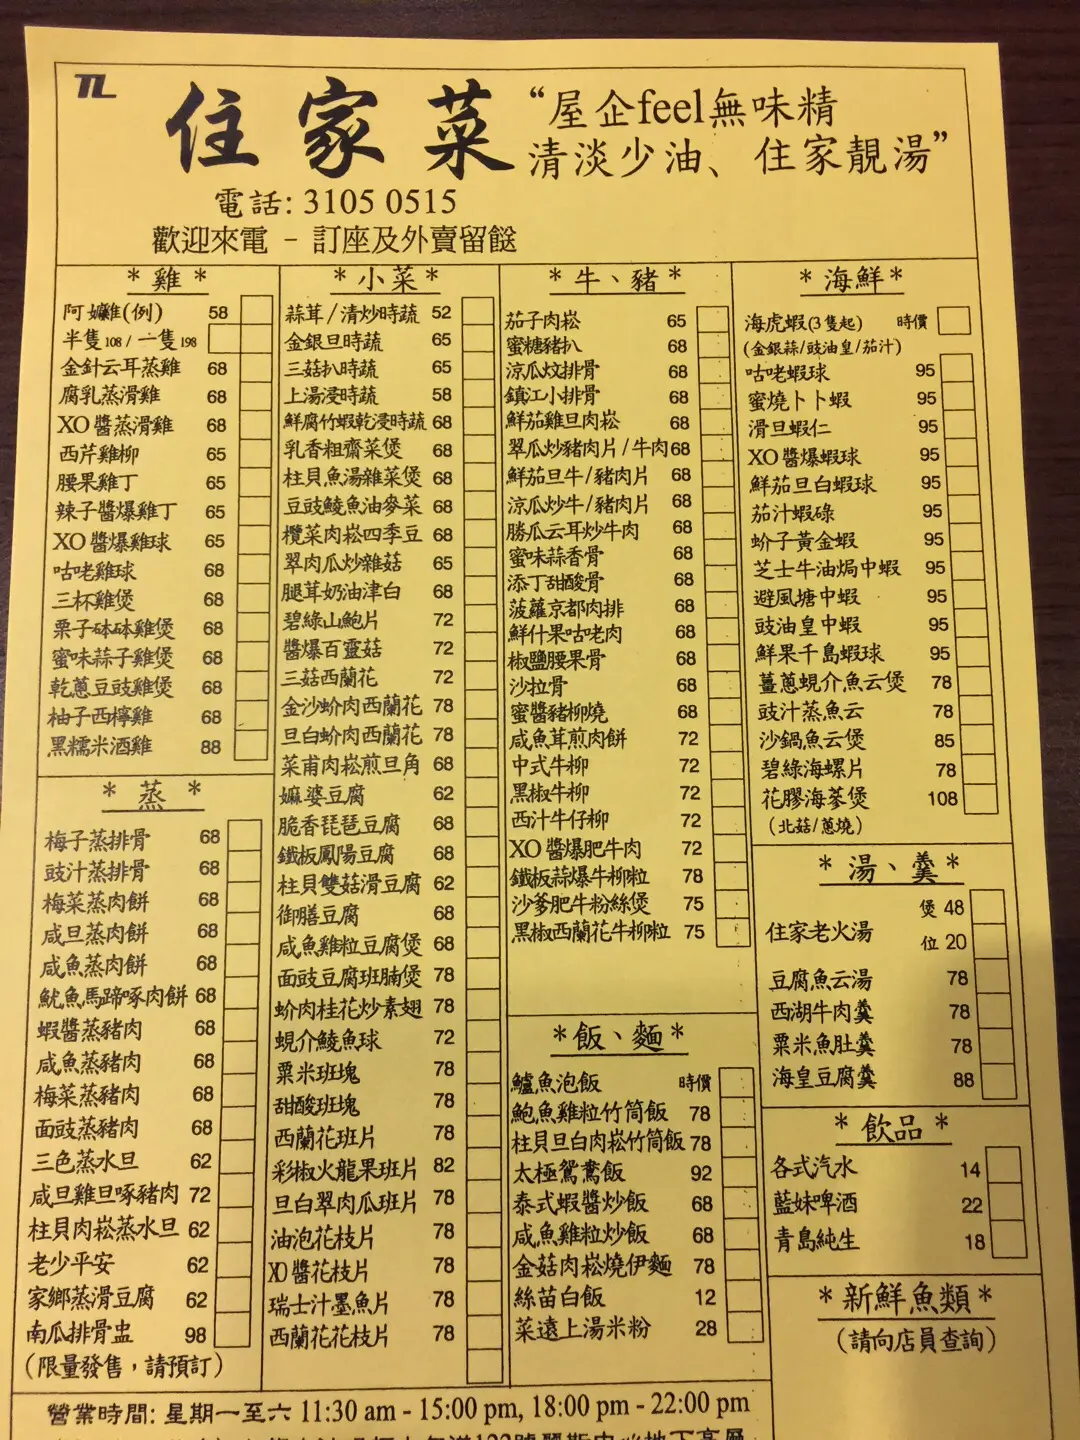 TL
住家菜
“屋企feel無味精
清淡少油、住家靚湯”
電話: 3105 0515
歡迎來電 - 訂座及外賣留餸
* 雞 *
阿嫲雞(例) 58
半隻108 / 一隻198
金針云耳蒸雞 68
腐乳蒸滑雞 68
XO醬蒸滑雞 68
西芹雞柳 65
腰果雞丁 65
辣子醬爆雞丁 65
XO醬爆雞球 65
咕咾雞球 68
三杯雞煲 68
栗子砵砵雞煲 68
蜜味蒜子雞煲 68
乾蔥豆豉雞煲 68
柚子西檸雞 68
黑糯米酒雞 88
* 蒸 *
梅子蒸排骨 68
豉汁蒸排骨 68
梅菜蒸肉餅 68
咸旦蒸肉餅 68
咸魚蒸肉餅 68
魷魚馬蹄啄肉餅 68
蝦醬蒸豬肉 68
咸魚蒸豬肉 68
梅菜蒸豬肉 68
面豉蒸豬肉 68
三色蒸水旦 62
咸旦雞旦啄豬肉 72
柱貝肉崧蒸水旦 62
老少平安 62
家鄉蒸滑豆腐 62
南瓜排骨盅 98
(限量發售，請預訂)
* 小菜 *
蒜茸/清炒時蔬 52
金銀旦時蔬 65
三菇扒時蔬 65
上湯浸時蔬 58
鮮腐竹蝦乾浸時蔬 68
乳香粗齋菜煲 68
柱貝魚湯雜菜煲 68
豆豉鯪魚油麥菜 68
欖菜肉崧四季豆 68
翠肉瓜炒雜菇 65
腿茸奶油津白 68
碧綠山鮑片 72
醬爆百靈菇 72
三菇西蘭花 72
金沙蚧肉西蘭花 78
旦白蚧肉西蘭花 78
菜甫肉崧煎旦角 68
嫲婆豆腐 62
脆香琵琶豆腐 68
鐵板鳳陽豆腐 68
柱貝雙菇滑豆腐 62
御膳豆腐 68
咸魚雞粒豆腐煲 68
面豉豆腐班腩煲 78
蚧肉桂花炒素翅 78
蜆介鯪魚球 72
粟米班塊 78
甜酸班塊 78
西蘭花班片 78
彩椒火龍果班片 82
旦白翠肉瓜班片 78
油泡花枝片 78
XO醬花枝片 78
瑞士汁墨魚片 78
西蘭花花枝片 78
* 牛、豬 *
茄子肉崧 65
蜜糖豬扒 68
涼瓜炆排骨 68
鎮江小排骨 68
鮮茄雞旦肉崧 68
翠瓜炒豬肉片/牛肉 68
鮮茄旦牛/豬肉片 68
涼瓜炒牛/豬肉片 68
勝瓜云耳炒牛肉 68
蜜味蒜香骨 68
添丁甜酸骨 68
菠蘿京都肉排 68
鮮什果咕咾肉 68
椒鹽腰果骨 68
沙拉骨 68
蜜醬豬柳燒 68
咸魚茸煎肉餅 72
中式牛柳 72
黑椒牛柳 72
西汁牛仔柳 72
XO醬爆肥牛肉 72
鐵板蒜爆牛柳粒 78
沙爹肥牛粉絲煲 75
黑椒西蘭花牛柳粒 75
* 飯、麵 *
鱸魚泡飯 時價
鮑魚雞粒竹筒飯 78
柱貝旦白肉崧竹筒飯 78
太極鴛鴦飯 92
泰式蝦醬炒飯 68
咸魚雞粒炒飯 68
金菇肉崧燒伊麵 78
絲苗白飯 12
菜遠上湯米粉 28
* 海鮮 *
海虎蝦(3隻起) 時價
(金銀蒜/豉油皇/茄汁)
咕咾蝦球 95
蜜燒卜卜蝦 95
滑旦蝦仁 95
XO醬爆蝦球 95
鮮茄旦白蝦球 95
茄汁蝦碌 95
蚧子黃金蝦 95
芝士牛油焗中蝦 95
避風塘中蝦 95
豉油皇中蝦 95
鮮果千島蝦球 95
薑蔥蜆介魚云煲 78
豉汁蒸魚云 78
沙鍋魚云煲 85
碧綠海螺片 78
花膠海蔘煲 108
(北菇/蔥燒)
* 湯、羹 *
住家老火湯 煲 48
位 20
豆腐魚云湯 78
西湖牛肉羹 78
粟米魚肚羹 78
海皇豆腐羹 88
* 飲品 *
各式汽水 14
藍妹啤酒 22
青島純生 18
* 新鮮魚類 *
(請向店員查詢)
營業時間: 星期一至六 11:30 am - 15:00 pm, 18:00 pm - 22:00 pm